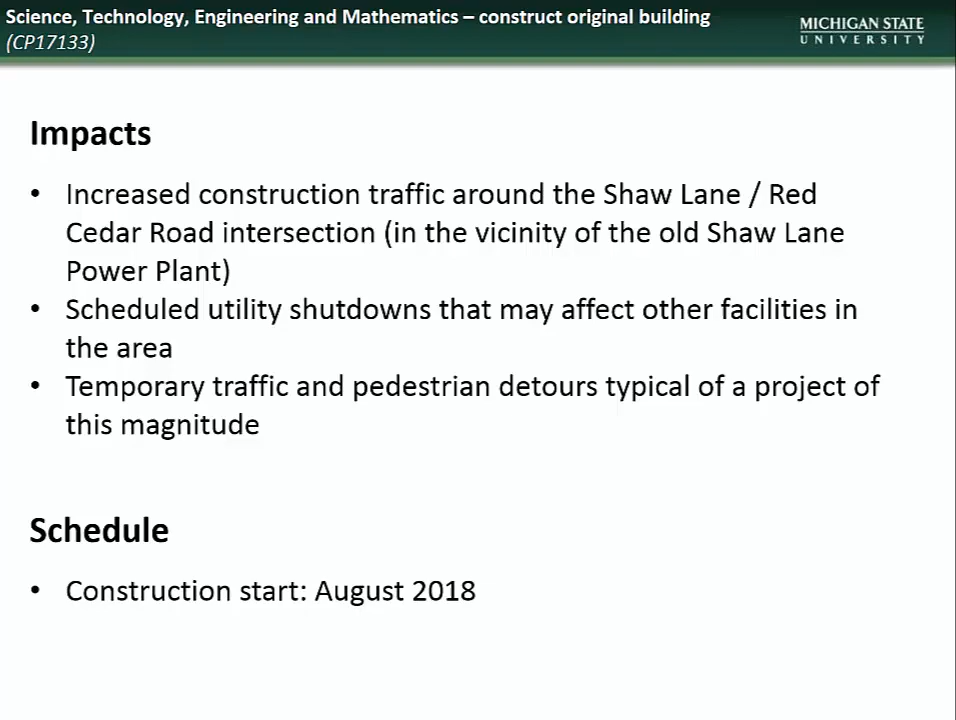 Science, Technology, Engineering and Mathematics – construct original building
(CP17133)
MICHIGAN STATE
UNIVERSITY
Impacts
• Increased construction traffic around the Shaw Lane / Red
Cedar Road intersection (in the vicinity of the old Shaw Lane
Power Plant)
• Scheduled utility shutdowns that may affect other facilities in
the area
• Temporary traffic and pedestrian detours typical of a project of
this magnitude
Schedule
• Construction start: August 2018